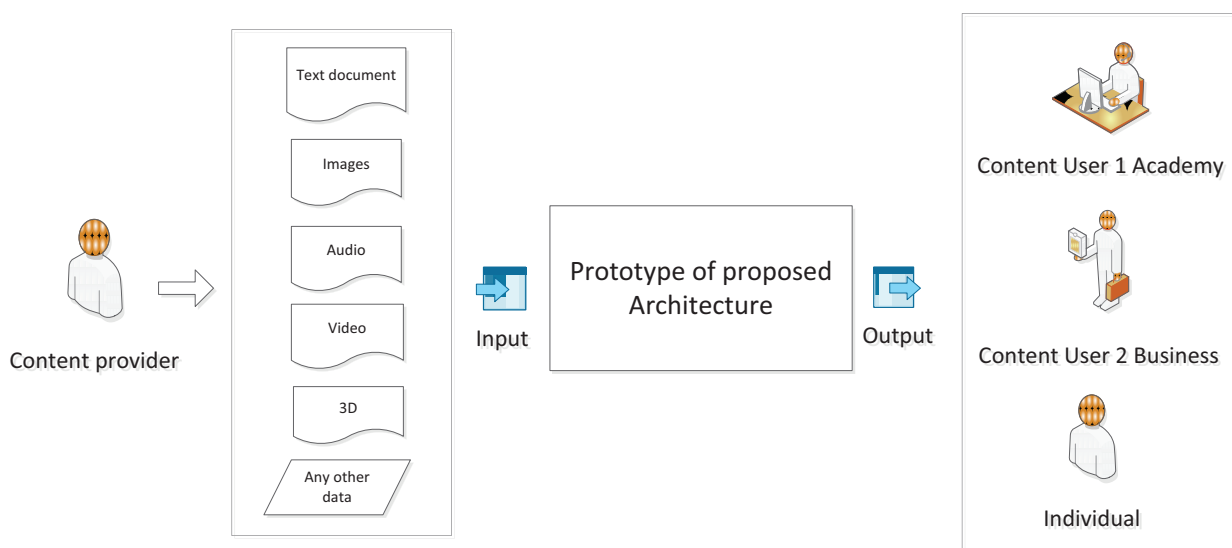 Content provider
Text document
Images
Audio
Video
3D
Any other
data
Input
Prototype of proposed
Architecture
Output
Content User 1 Academy
Content User 2 Business
Individual